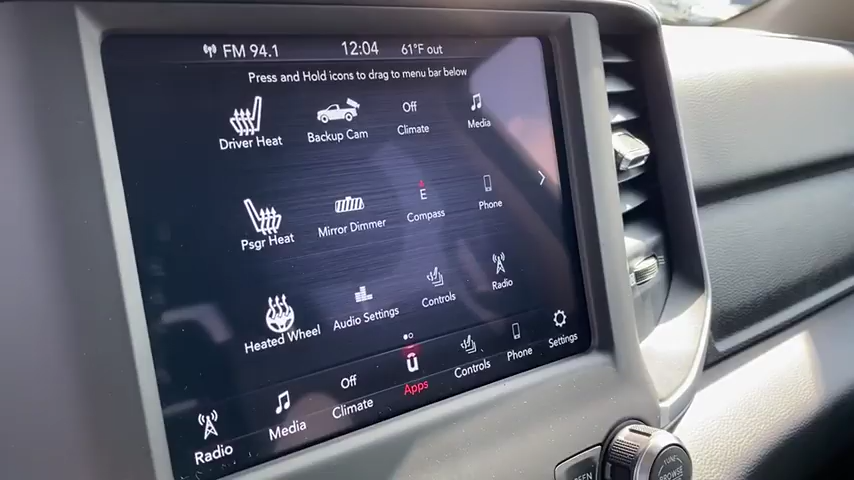 FM 94.1 12:04 61°F out
Press and Hold icons to drag to menu bar below
Driver Heat Backup Cam Off Climate Media
Psgr Heat Mirror Dimmer E Compass Phone
Heated Wheel Audio Settings Controls Radio
Radio Media Off Climate Apps Controls Phone Settings
TUNE
BROWSE